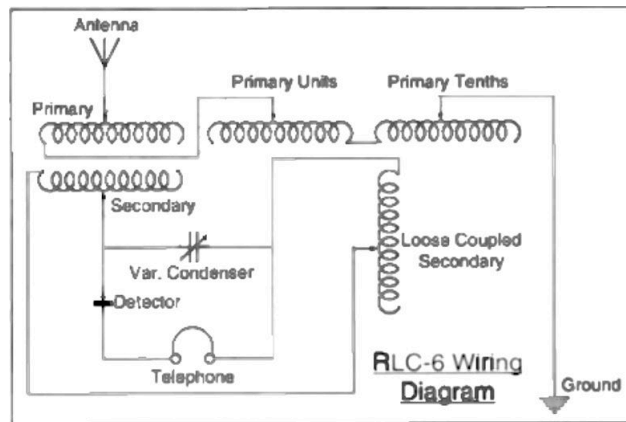 Antenna
Primary Units
Primary Tenths
Primary
Secondary
Loose Coupled
Secondary
Var. Condenser
Detector
Telephone
RLC-6 Wiring
Diagram
Ground